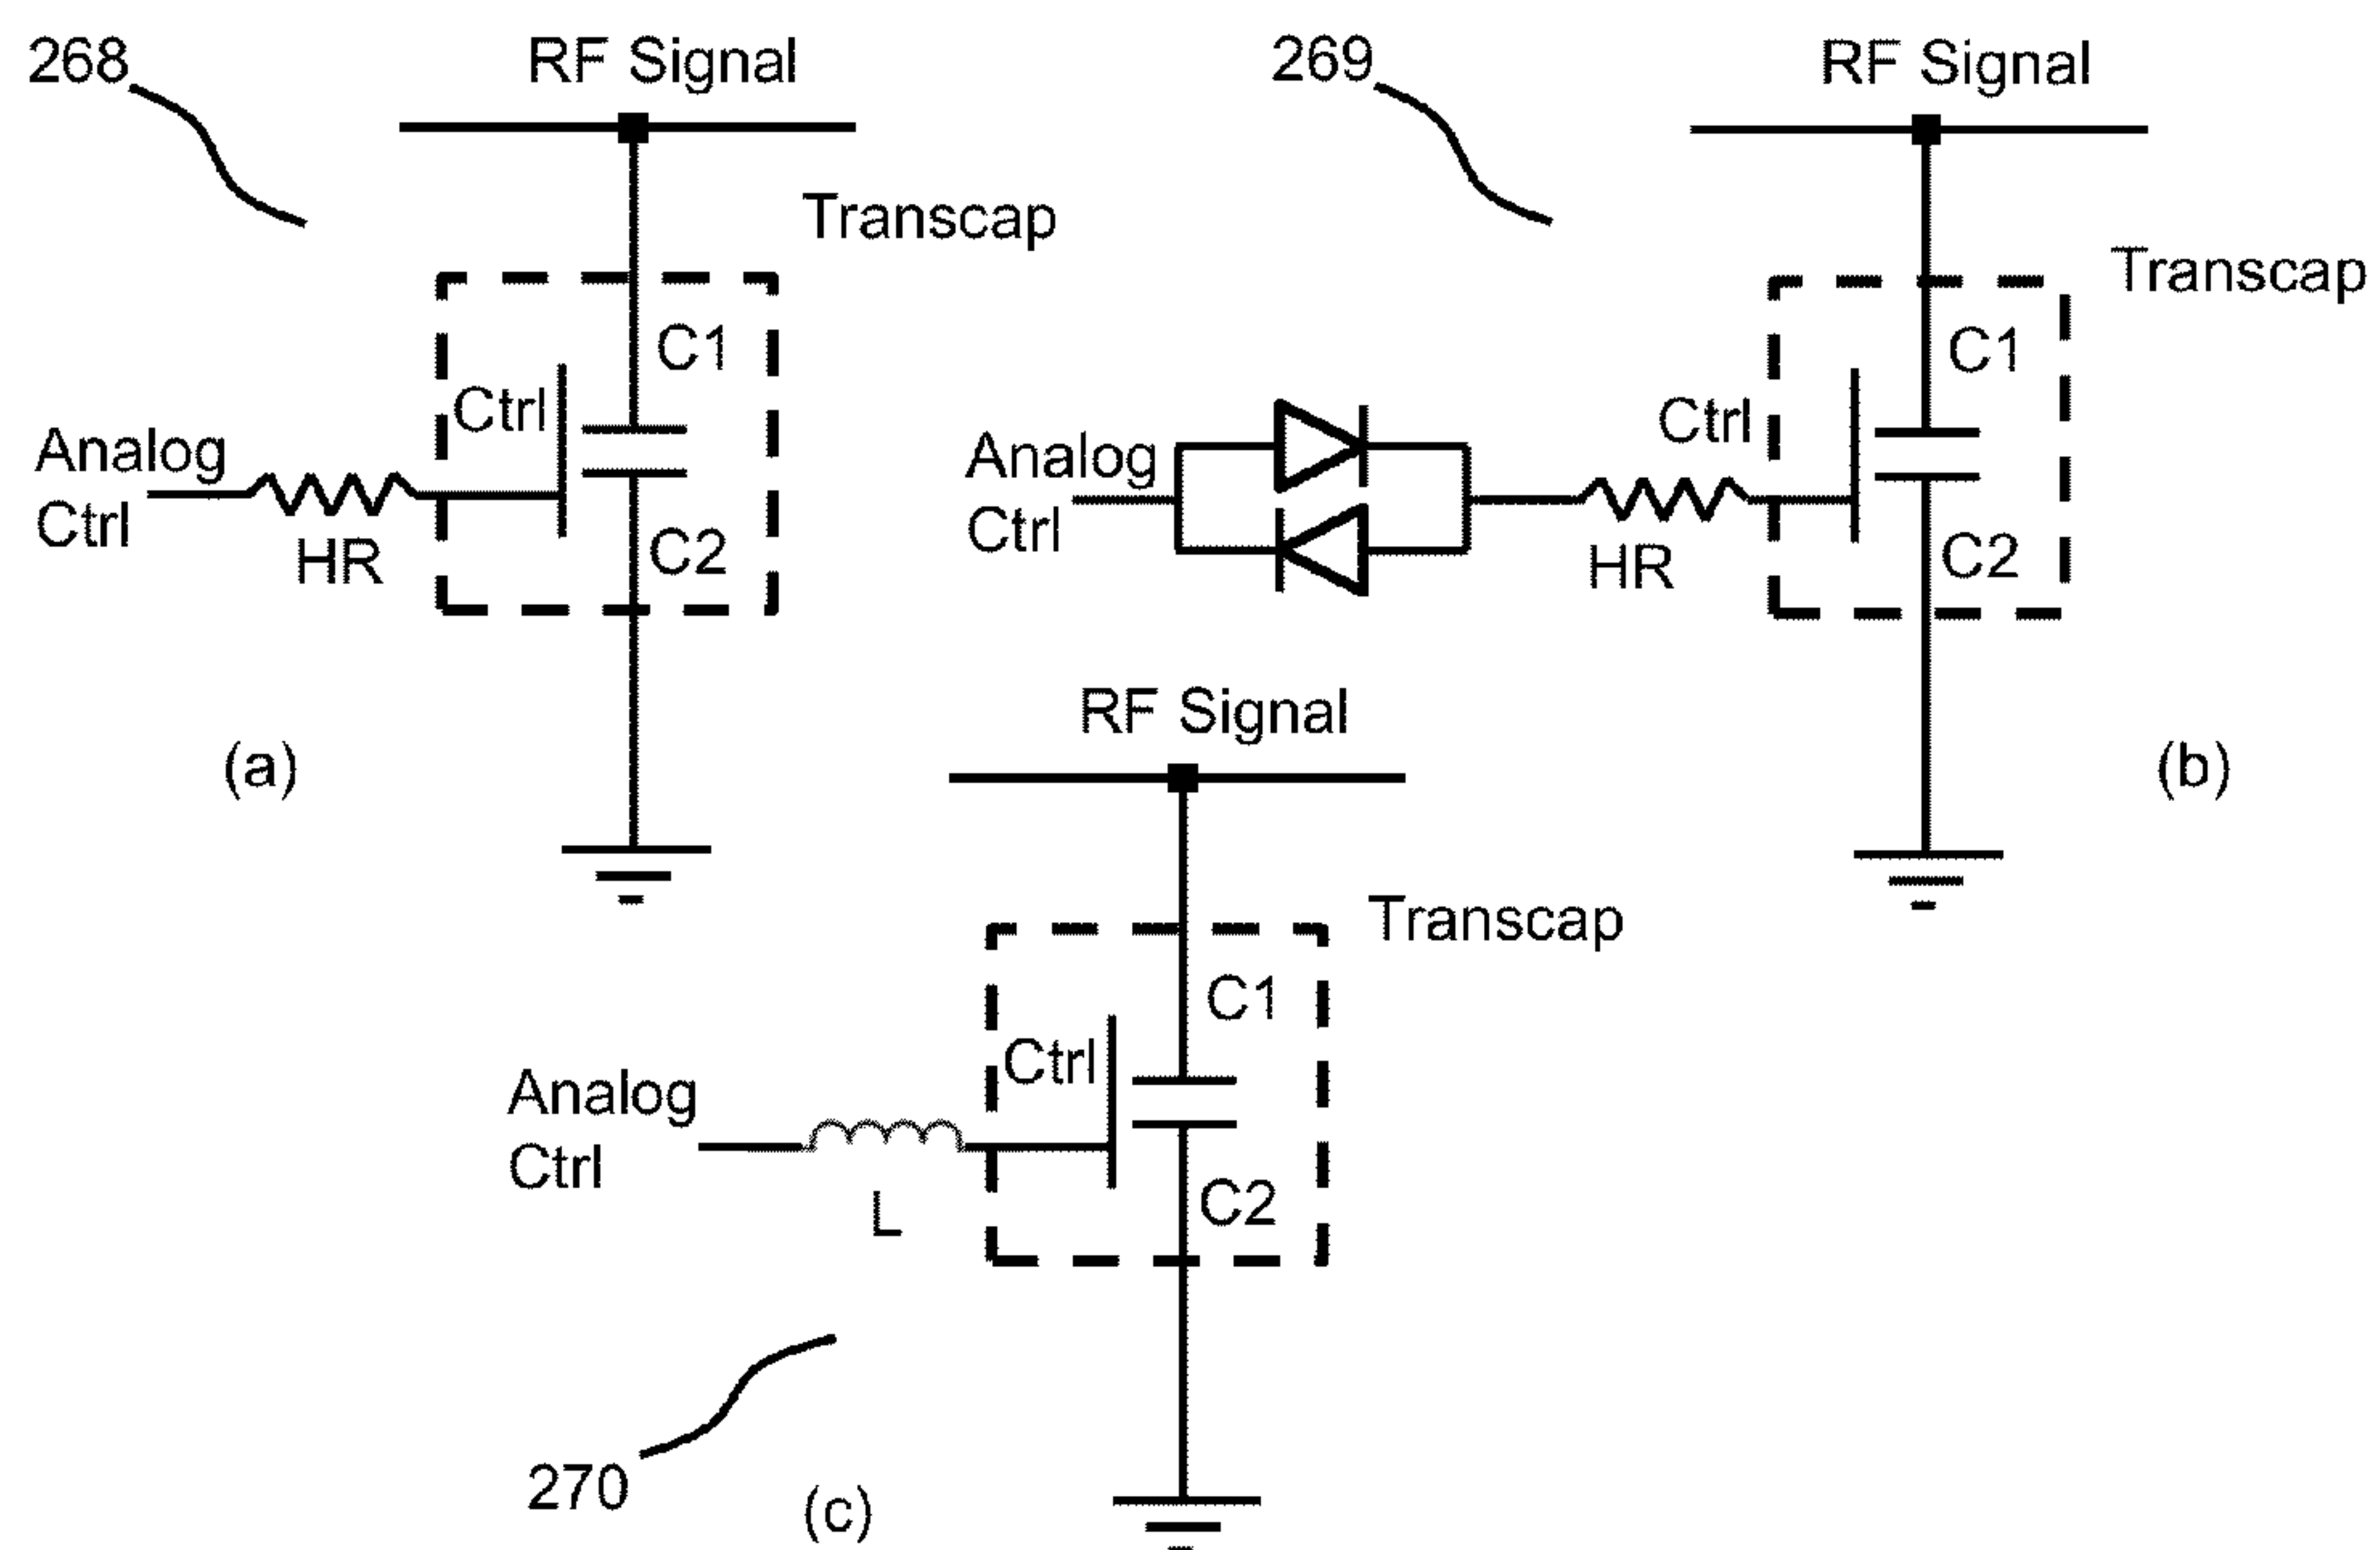 268
RF Signal
Transcap
C1
Ctrl
Analog
Ctrl
HR
C2
(a)
269
RF Signal
Transcap
C1
Ctrl
Analog
Ctrl
HR
C2
(b)
RF Signal
Transcap
C1
Ctrl
Analog
Ctrl
L
C2
270
(c)